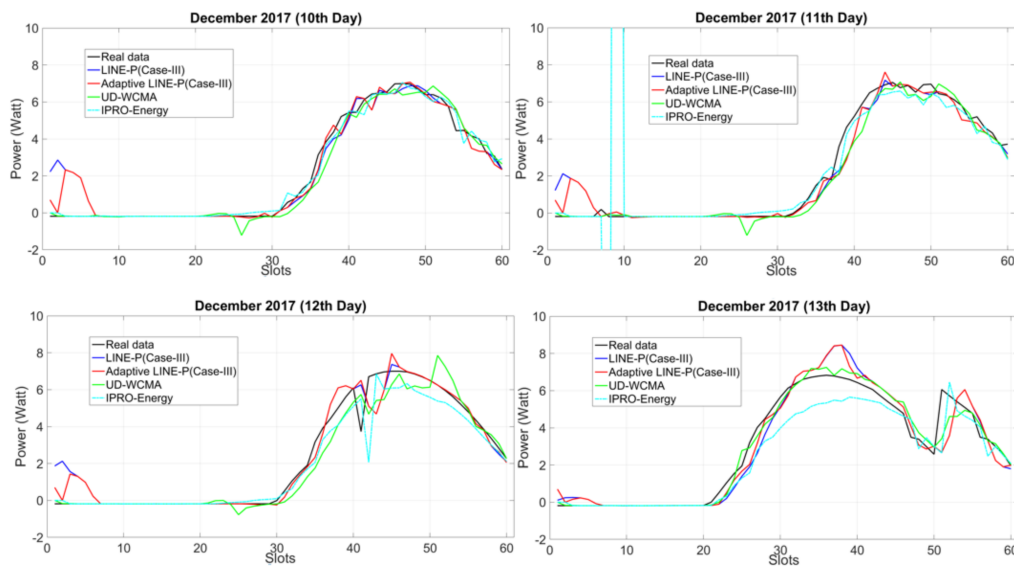 December 2017 (10th Day)
Power (Watt)
10
8
6
4
2
0
-2
Real data
LINE-P(Case-III)
Adaptive LINE-P(Case-III)
UD-WCMA
IPRO-Energy
0 10 20 30 40 50 60
Slots
December 2017 (11th Day)
Power (Watt)
10
8
6
4
2
0
-2
Real data
LINE-P(Case-III)
Adaptive LINE-P(Case-III)
UD-WCMA
IPRO-Energy
0 10 20 30 40 50 60
Slots
December 2017 (12th Day)
Power (Watt)
10
8
6
4
2
0
-2
Real data
LINE-P(Case-III)
Adaptive LINE-P(Case-III)
UD-WCMA
IPRO-Energy
0 10 20 30 40 50 60
Slots
December 2017 (13th Day)
Power (Watt)
10
8
6
4
2
0
-2
Real data
LINE-P(Case-III)
Adaptive LINE-P(Case-III)
UD-WCMA
IPRO-Energy
0 10 20 30 40 50 60
Slots